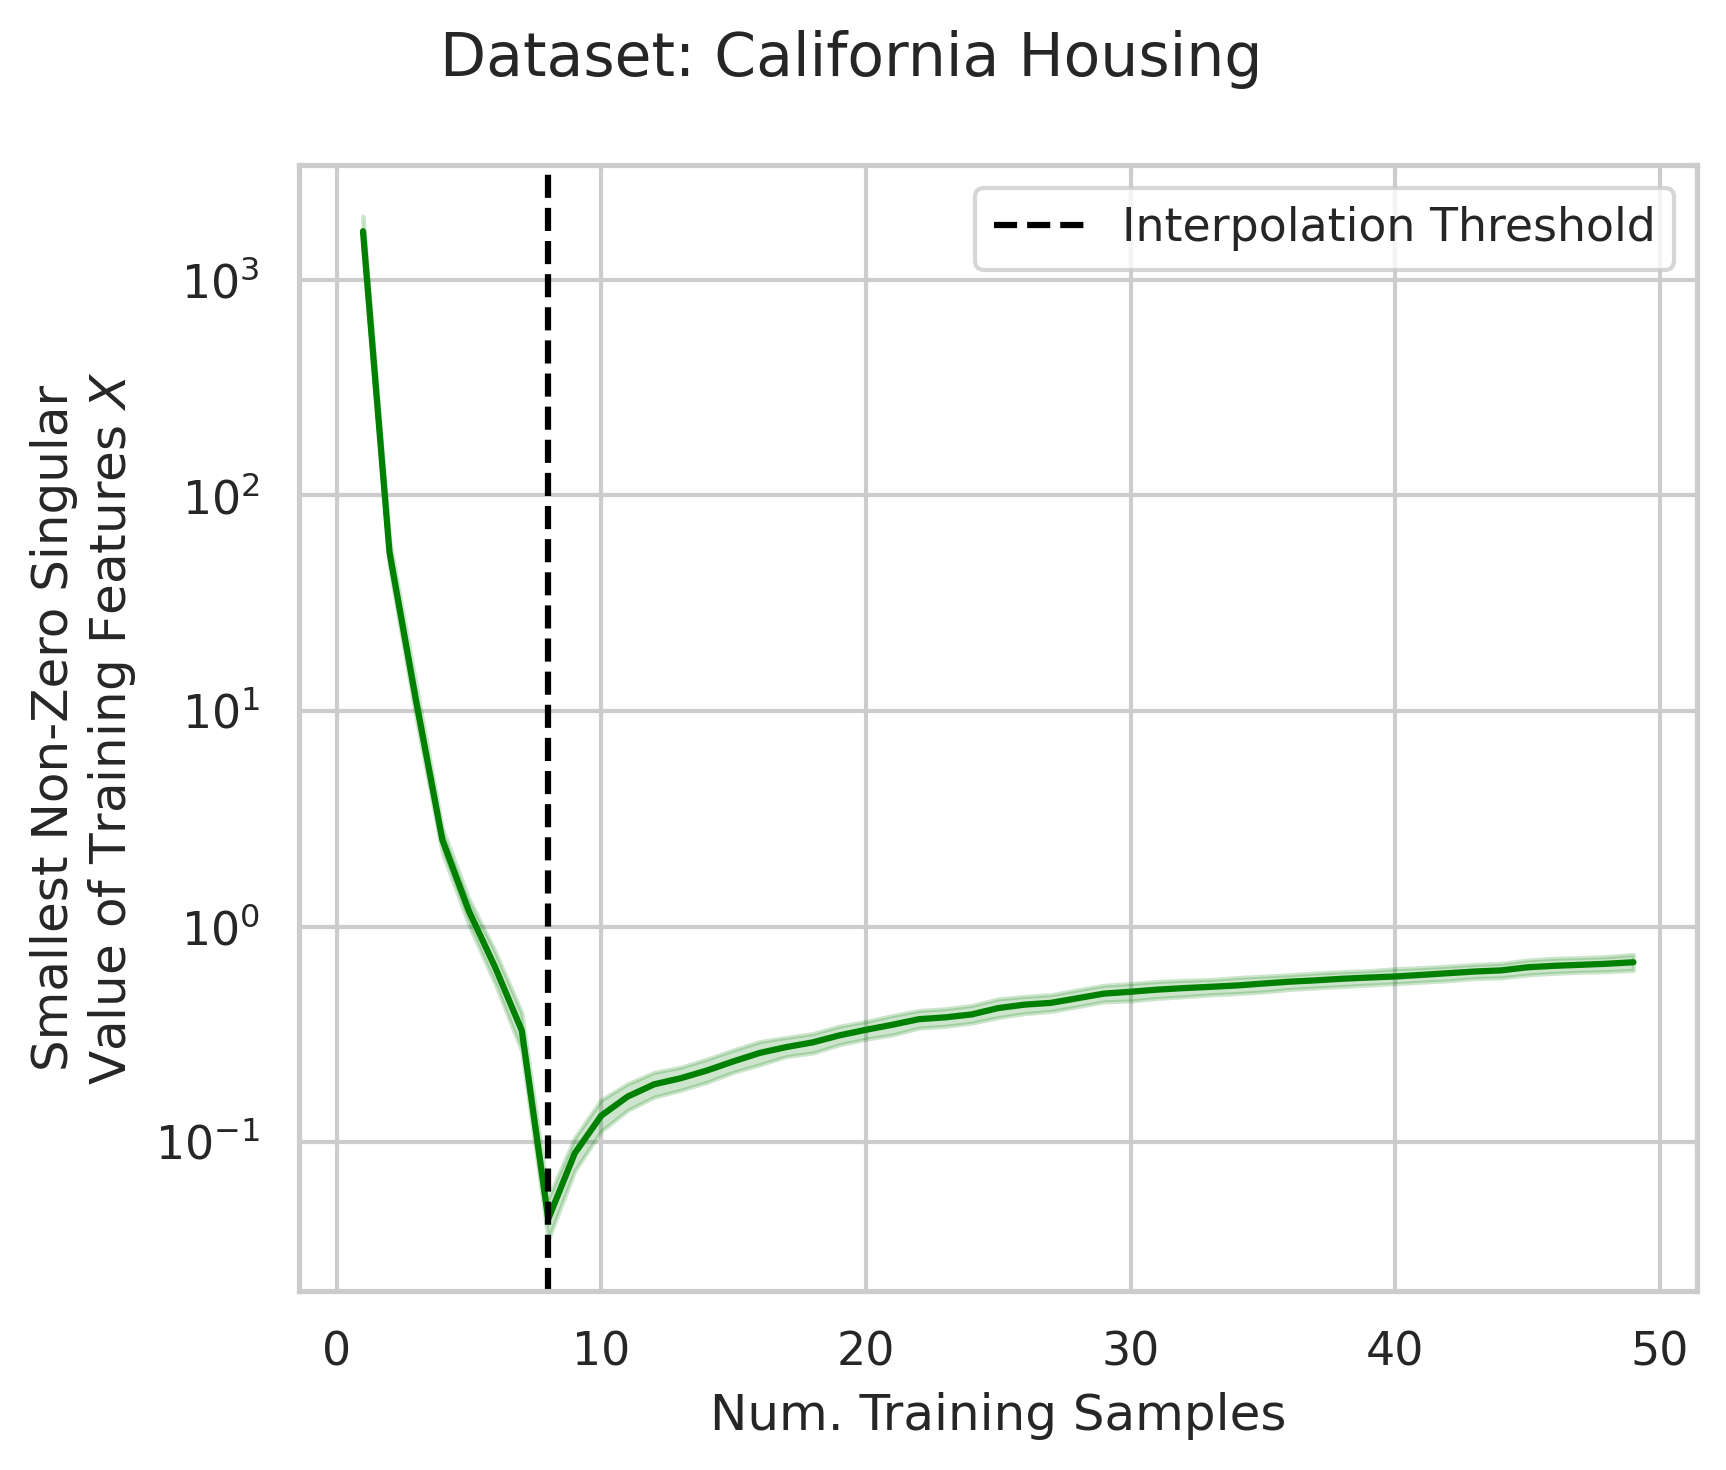 Dataset: California Housing
Interpolation Threshold
Smallest Non-Zero Singular
Value of Training Features X
10³
10²
10¹
10⁰
10⁻¹
0 10 20 30 40 50
Num. Training Samples